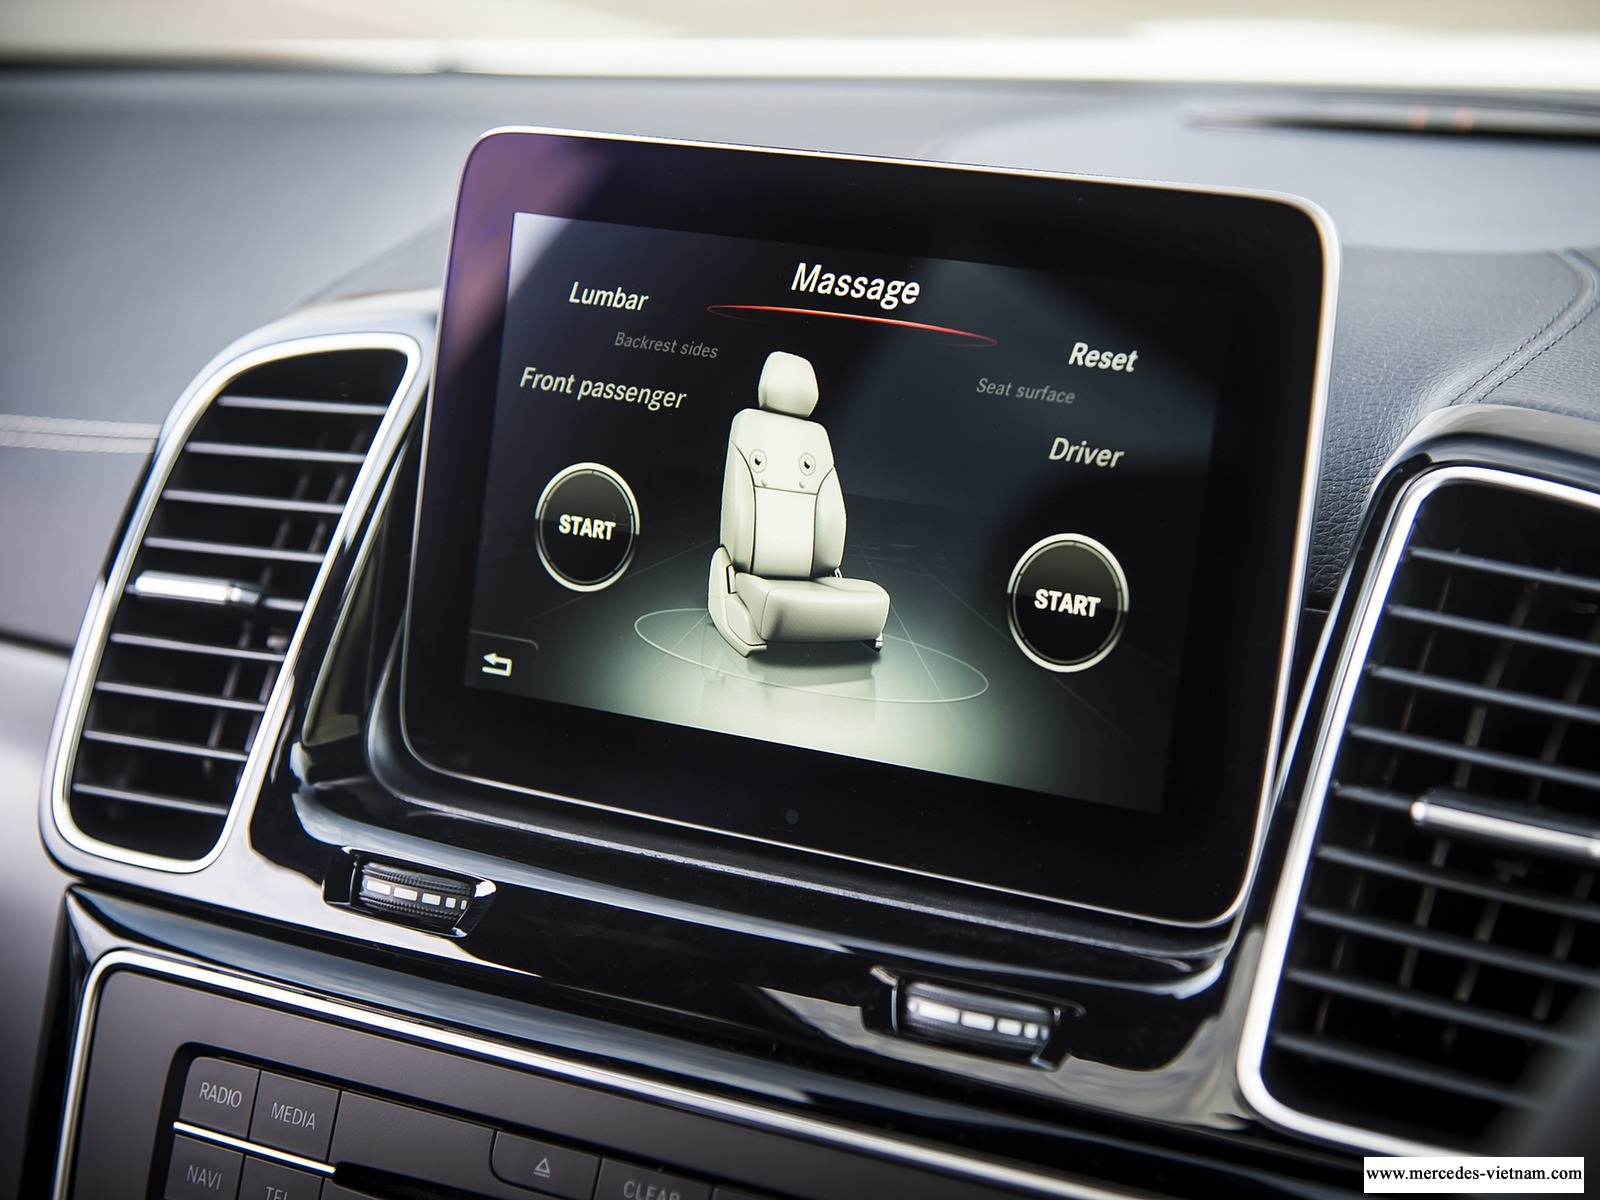 Massage
Lumbar
Backrest sides
Reset
Front passenger
Seat surface
Driver
START
START
RADIO
MEDIA
NAVI
TEL
CLEAR
www.mercedes-vietnam.com